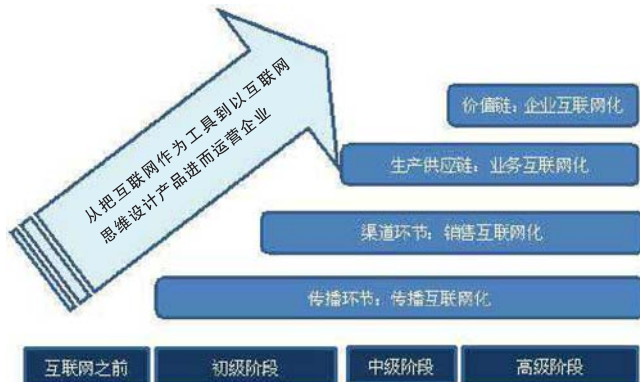 从把互联网作为工具到以互联网
思维设计产品进而运营企业
价值链：企业互联网化
生产供应链：业务互联网化
渠道环节：销售互联网化
传播环节：传播互联网化
互联网之前 初级阶段 中级阶段 高级阶段